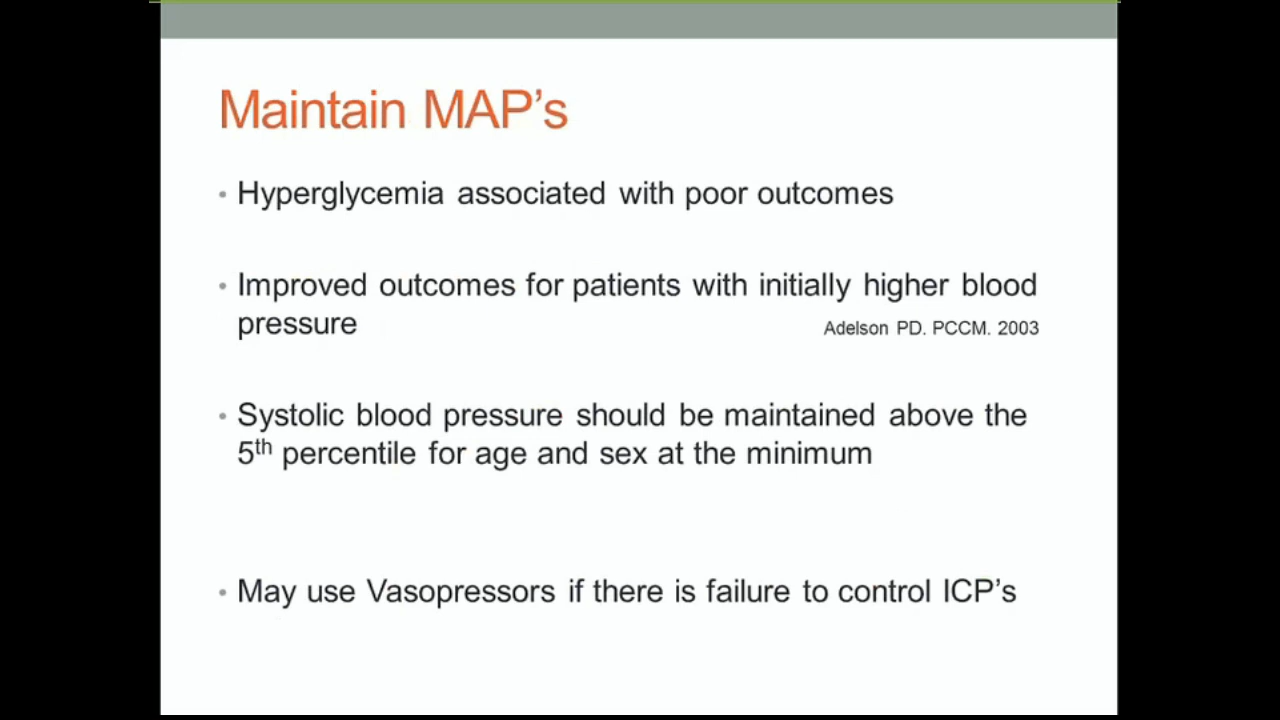 Maintain MAP’s
• Hyperglycemia associated with poor outcomes
• Improved outcomes for patients with initially higher blood
pressure Adelson PD. PCCM. 2003
• Systolic blood pressure should be maintained above the
5th percentile for age and sex at the minimum
• May use Vasopressors if there is failure to control ICP’s